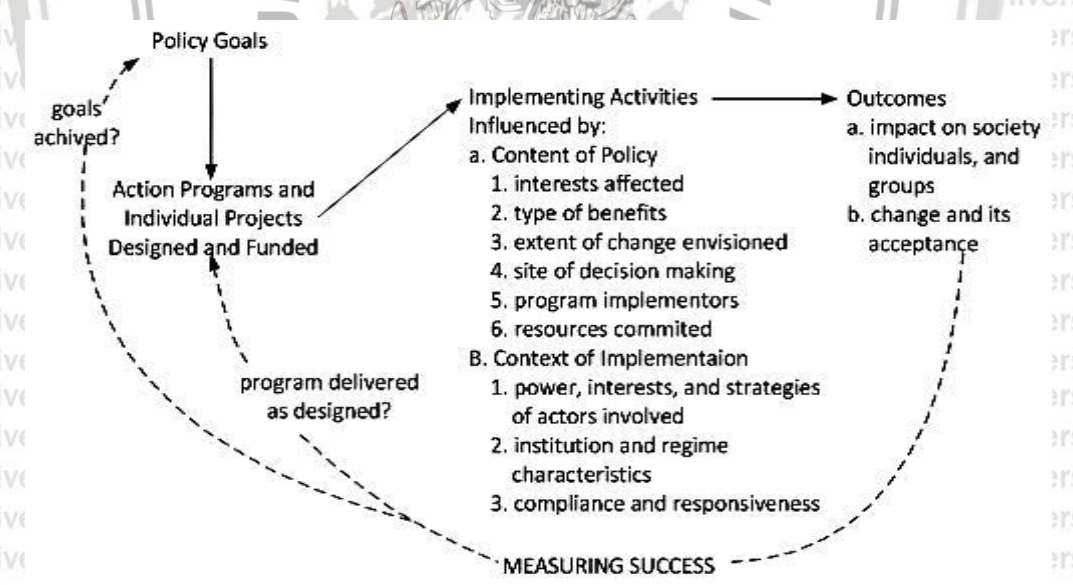 Policy Goals
goals
achived?
Action Programs and
Individual Projects
Designed and Funded
program delivered
as designed?
Implementing Activities
Influenced by:
a. Content of Policy
1. interests affected
2. type of benefits
3. extent of change envisioned
4. site of decision making
5. program implementors
6. resources commited
B. Context of Implementaion
1. power, interests, and strategies
of actors involved
2. institution and regime
characteristics
3. compliance and responsiveness
Outcomes
a. impact on society
individuals, and
groups
b. change and its
acceptance
MEASURING SUCCESS